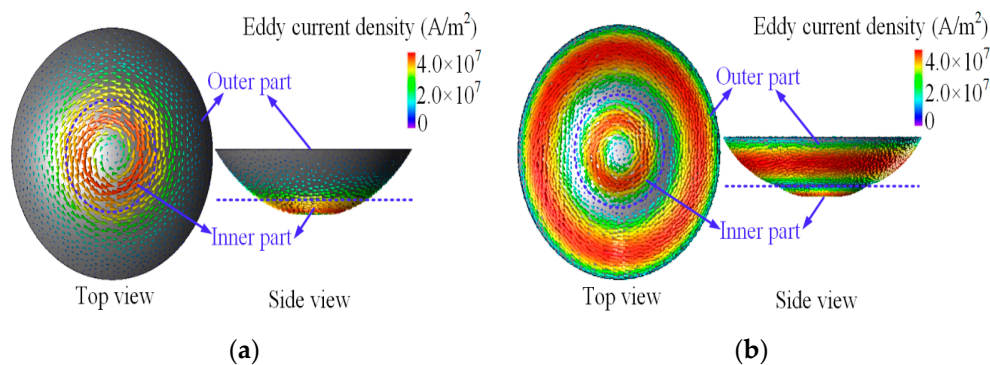 Eddy current density (A/m²)
4.0×10⁷
2.0×10⁷
0
Outer part
Inner part
Top view
Side view
(a)
Eddy current density (A/m²)
4.0×10⁷
2.0×10⁷
0
Outer part
Inner part
Top view
Side view
(b)